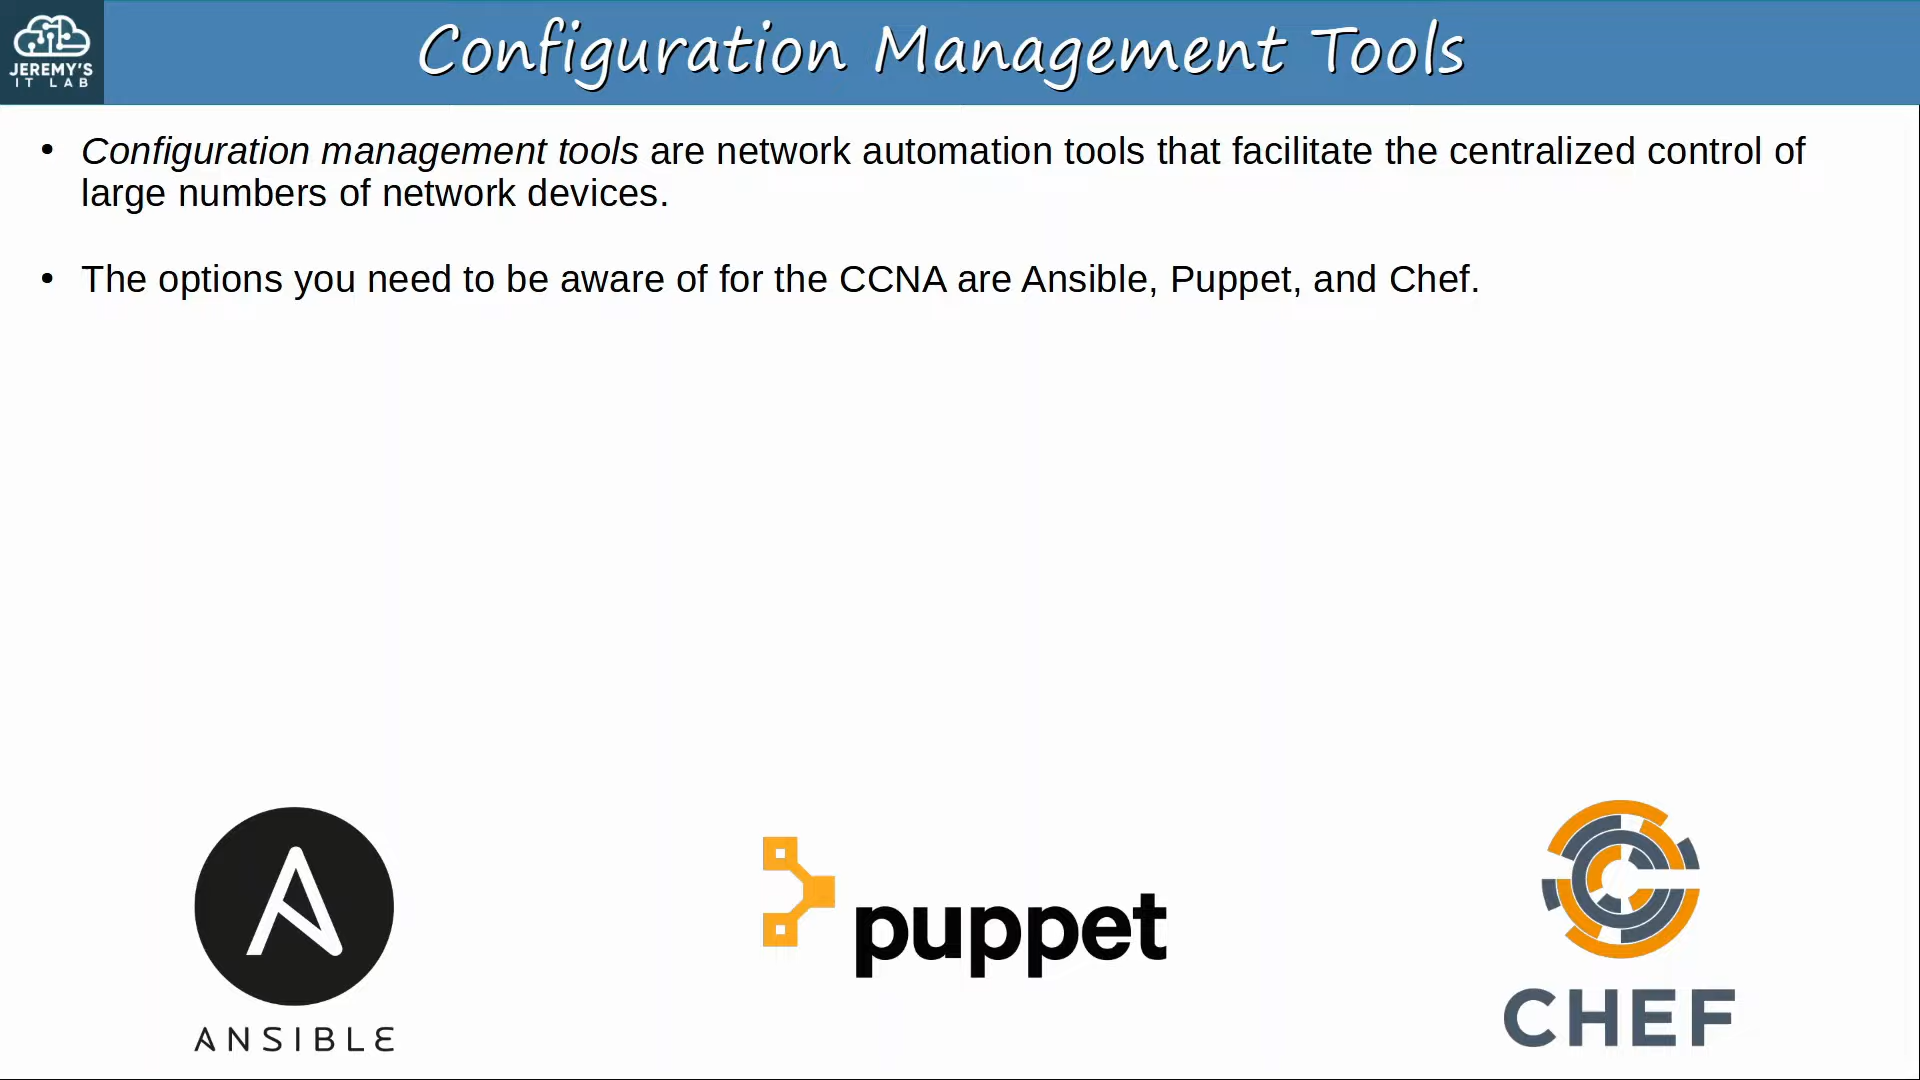 JEREMY'S
IT LAB
Configuration Management Tools
• Configuration management tools are network automation tools that facilitate the centralized control of
large numbers of network devices.
• The options you need to be aware of for the CCNA are Ansible, Puppet, and Chef.
ANSIBLE
puppet
CHEF